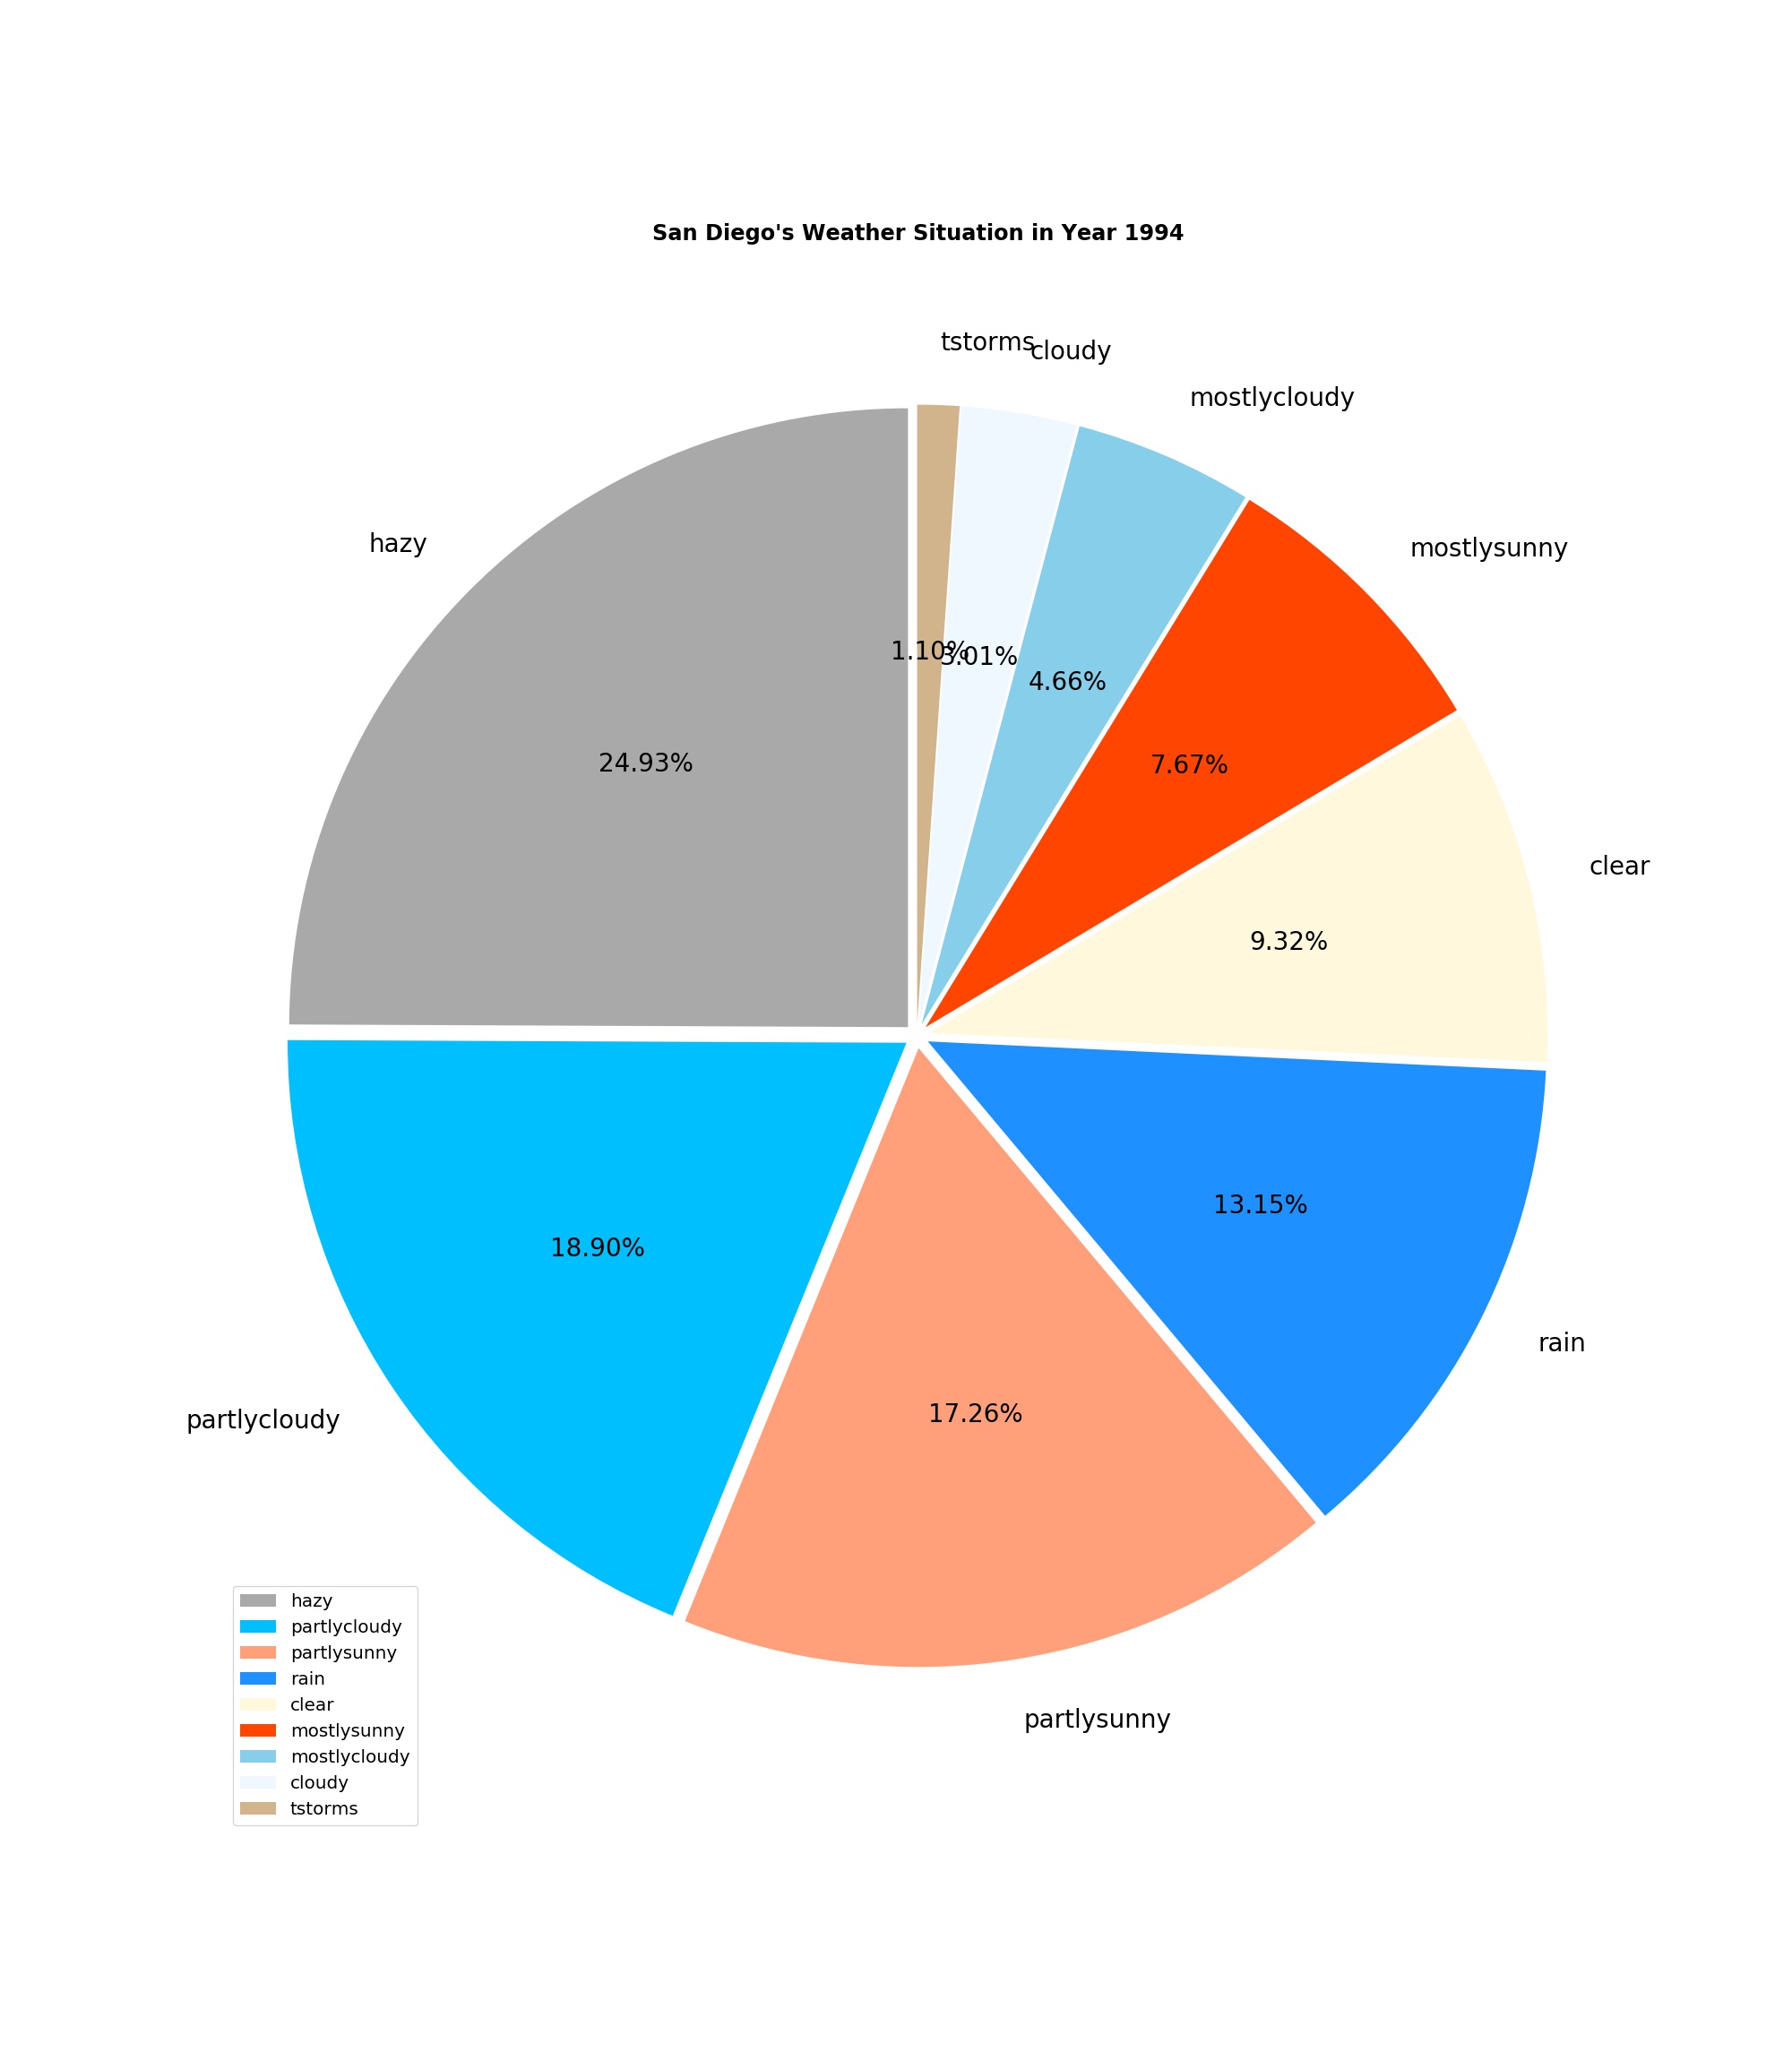 San Diego's Weather Situation in Year 1994
tstorms
cloudy
mostlycloudy
mostlysunny
hazy
1.10%
3.01%
4.66%
24.93%
7.67%
clear
9.32%
13.15%
18.90%
rain
17.26%
partlycloudy
partlysunny
hazy
partlycloudy
partlysunny
rain
clear
mostlysunny
mostlycloudy
cloudy
tstorms